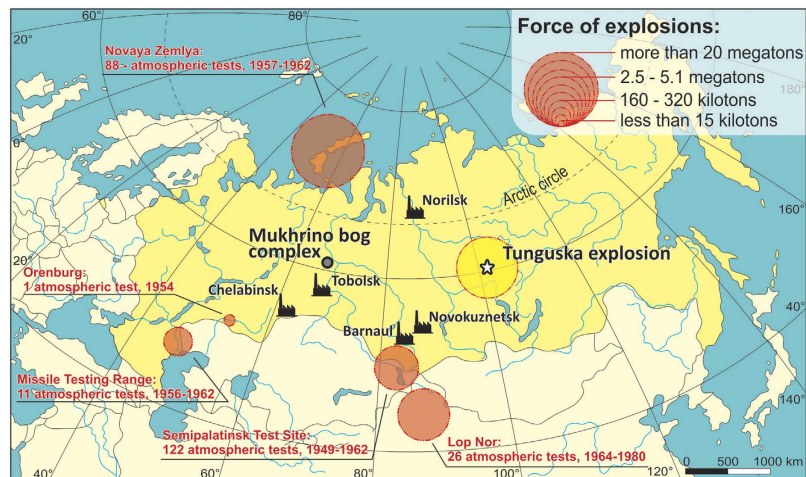 60°
40°
20°
80°
Force of explosions:
more than 20 megatons
2.5 - 5.1 megatons
160 - 320 kilotons
less than 15 kilotons
180°
Novaya Zemlya:
88 - atmospheric tests, 1957-1962
0
Norilsk
Arctic circle
160°
Mukhrino bog
complex
Tunguska explosion
20°
Orenburg:
1 atmospheric test, 1954
Chelabinsk
Tobolsk
Novokuznetsk
Barnaul
40°
Missile Testing Range:
11 atmospheric tests, 1956-1962
140°
Semipalatinsk Test Site:
122 atmospheric tests, 1949-1962
Lop Nor:
26 atmospheric tests, 1964-1980
40°
60°
80°
100°
120°
0 500 1000 km